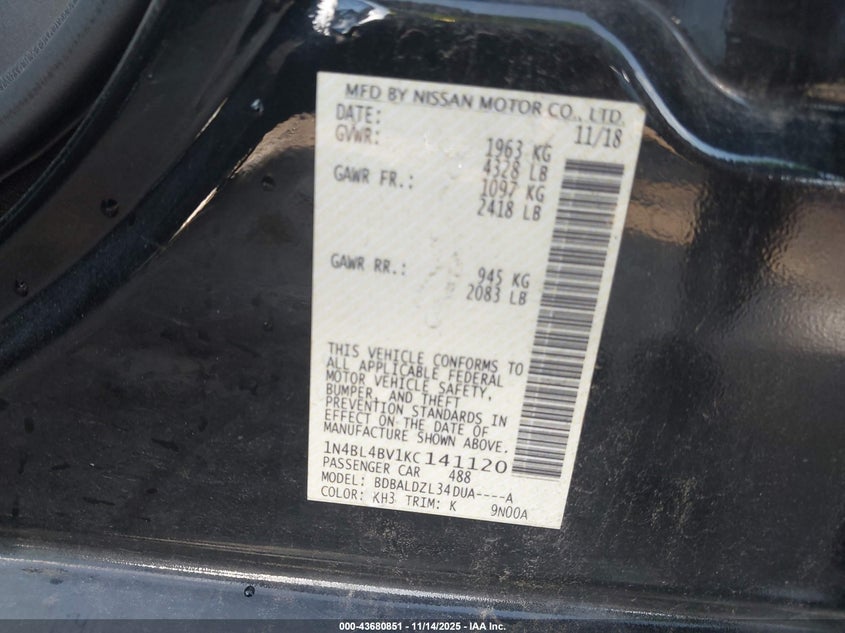 MFD BY NISSAN MOTOR CO., LTD.
DATE: 11/18
GVWR: 1963 KG
4328 LB
GAWR FR.: 1097 KG
2418 LB
GAWR RR.: 945 KG
2083 LB
THIS VEHICLE CONFORMS TO
ALL APPLICABLE FEDERAL
MOTOR VEHICLE SAFETY,
BUMPER, AND THEFT
PREVENTION STANDARDS IN
EFFECT ON THE DATE OF
MANUFACTURE SHOWN ABOVE.
1N4BL4BV1KC141120
PASSENGER CAR 488
MODEL: BDBALDZL34DUA----A
COLOR: KH3 TRIM: K 9N00A
000-43680851 - 11/14/2025 - IAA Inc.